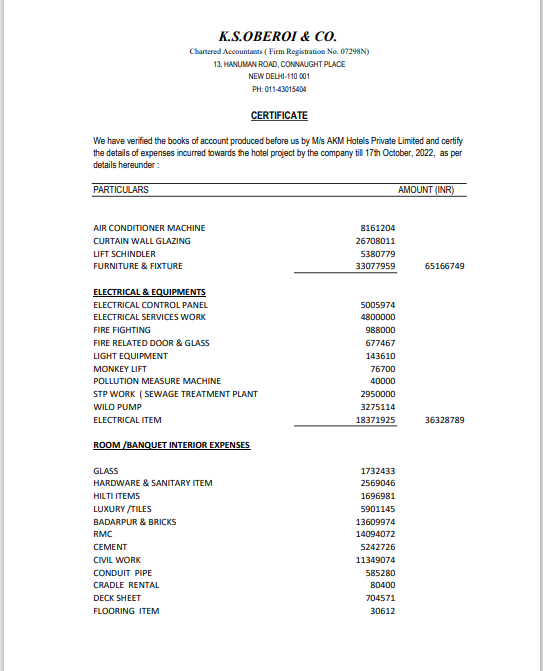 K.S.OBEROI & CO.
Chartered Accountants ( Firm Registration No. 07298N)
13, HANUMAN ROAD, CONNAUGHT PLACE
NEW DELHI-110 001
PH: 011-43015404
CERTIFICATE
We have verified the books of account produced before us by M/s AKM Hotels Private Limited and certify
the details of expenses incurred towards the hotel project by the company till 17th October, 2022, as per
details hereunder :
PARTICULARS AMOUNT (INR)
AIR CONDITIONER MACHINE 8161204
CURTAIN WALL GLAZING 26708011
LIFT SCHINDLER 5380779
FURNITURE & FIXTURE 33077959 65166749
ELECTRICAL & EQUIPMENTS
ELECTRICAL CONTROL PANEL 5005974
ELECTRICAL SERVICES WORK 4800000
FIRE FIGHTING 988000
FIRE RELATED DOOR & GLASS 677467
LIGHT EQUIPMENT 143610
MONKEY LIFT 76700
POLLUTION MEASURE MACHINE 40000
STP WORK ( SEWAGE TREATMENT PLANT 2950000
WILO PUMP 3275114
ELECTRICAL ITEM 18371925 36328789
ROOM /BANQUET INTERIOR EXPENSES
GLASS 1732433
HARDWARE & SANITARY ITEM 2569046
HILTI ITEMS 1696981
LUXURY /TILES 5901145
BADARPUR & BRICKS 13609974
RMC 14094072
CEMENT 5242726
CIVIL WORK 11349074
CONDUIT PIPE 585280
CRADLE RENTAL 80400
DECK SHEET 704571
FLOORING ITEM 30612